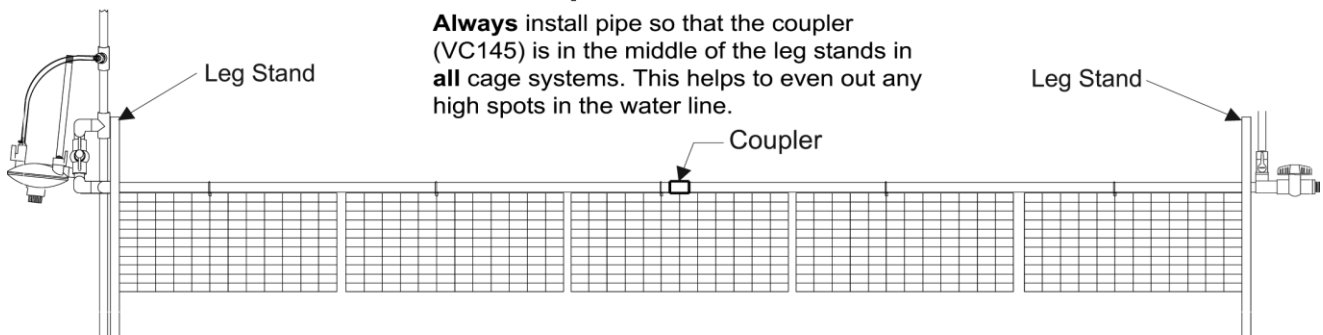 Always install pipe so that the coupler
(VC145) is in the middle of the leg stands in
all cage systems. This helps to even out any
high spots in the water line.
Leg Stand
Leg Stand
Coupler